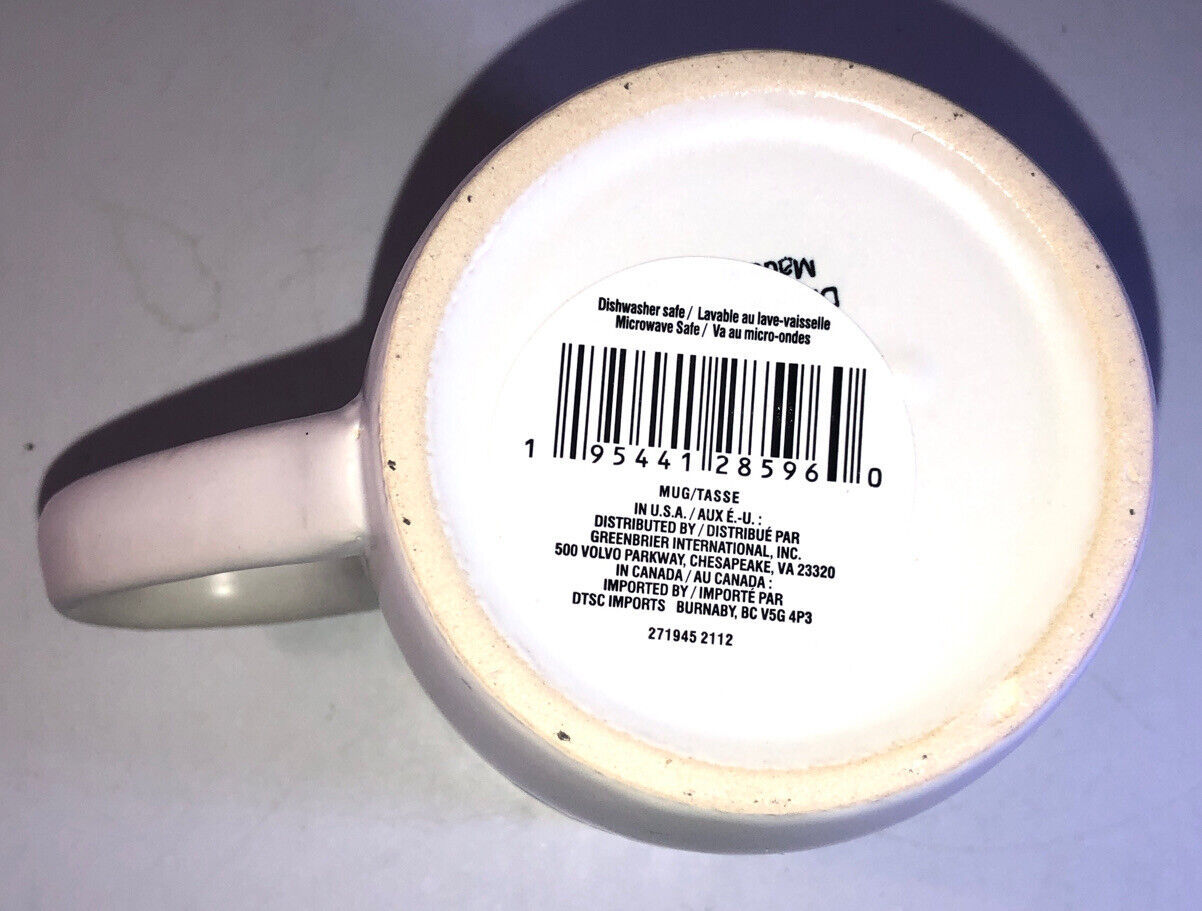 Dishwasher safe / Lavable au lave-vaisselle
Microwave Safe / Va au micro-ondes
1 95441 28596 0
MUG/TASSE
IN U.S.A. / AUX É.-U. :
DISTRIBUTED BY / DISTRIBUÉ PAR
GREENBRIER INTERNATIONAL, INC.
500 VOLVO PARKWAY, CHESAPEAKE, VA 23320
IN CANADA / AU CANADA :
IMPORTED BY / IMPORTÉ PAR
DTSC IMPORTS BURNABY, BC V5G 4P3
271945 2112